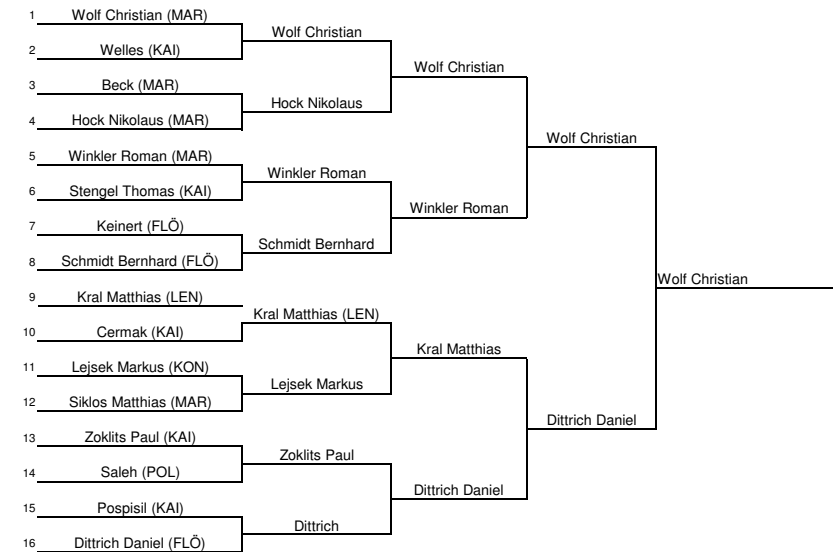 1 Wolf Christian (MAR)
Wolf Christian
2 Welles (KAI)
Wolf Christian
3 Beck (MAR)
Hock Nikolaus
4 Hock Nikolaus (MAR)
Wolf Christian
5 Winkler Roman (MAR)
Winkler Roman
6 Stengel Thomas (KAI)
Winkler Roman
7 Keinert (FLÖ)
Schmidt Bernhard
8 Schmidt Bernhard (FLÖ)
Wolf Christian
9 Kral Matthias (LEN)
Kral Matthias (LEN)
10 Cermak (KAI)
Kral Matthias
11 Lejsek Markus (KON)
Lejsek Markus
12 Siklos Matthias (MAR)
Dittrich Daniel
13 Zoklits Paul (KAI)
Zoklits Paul
14 Saleh (POL)
Dittrich Daniel
15 Pospisil (KAI)
Dittrich
16 Dittrich Daniel (FLÖ)